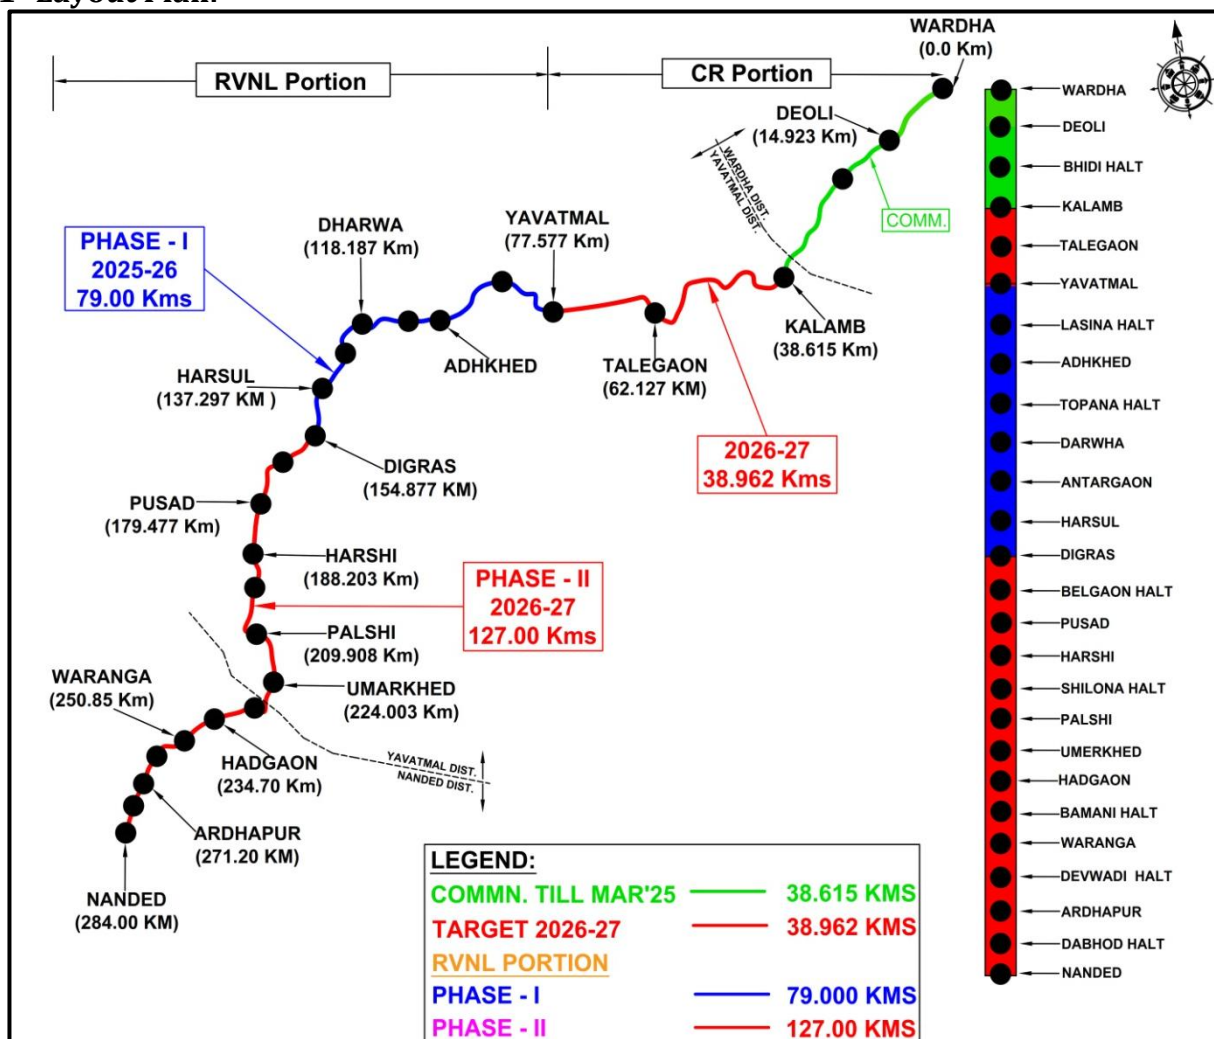 1 Layout Plan:
WARDHA
(0.0 Km)
RVNL Portion
CR Portion
N
DEOLI
(14.923 Km)
WARDHA DIST.
YAVATMAL DIST.
COMM.
YAVATMAL
(77.577 Km)
DHARWA
(118.187 Km)
PHASE - I
2025-26
79.00 Kms
KALAMB
(38.615 Km)
ADHKHED
TALEGAON
(62.127 KM)
HARSUL
(137.297 KM )
2026-27
38.962 Kms
DIGRAS
(154.877 KM)
PUSAD
(179.477 Km)
HARSHI
(188.203 Km)
PHASE - II
2026-27
127.00 Kms
PALSHI
(209.908 Km)
WARANGA
(250.85 Km)
UMARKHED
(224.003 Km)
HADGAON
(234.70 Km)
YAVATMAL DIST.
NANDED DIST.
ARDHAPUR
(271.20 KM)
NANDED
(284.00 KM)
WARDHA
DEOLI
BHIDI HALT
KALAMB
TALEGAON
YAVATMAL
LASINA HALT
ADHKHED
TOPANA HALT
DARWHA
ANTARGAON
HARSUL
DIGRAS
BELGAON HALT
PUSAD
HARSHI
SHILONA HALT
PALSHI
UMERKHED
HADGAON
BAMANI HALT
WARANGA
DEVWADI HALT
ARDHAPUR
DABHOD HALT
NANDED
LEGEND:
COMMN. TILL MAR'25 38.615 KMS
TARGET 2026-27 38.962 KMS
RVNL PORTION
PHASE - I 79.000 KMS
PHASE - II 127.00 KMS